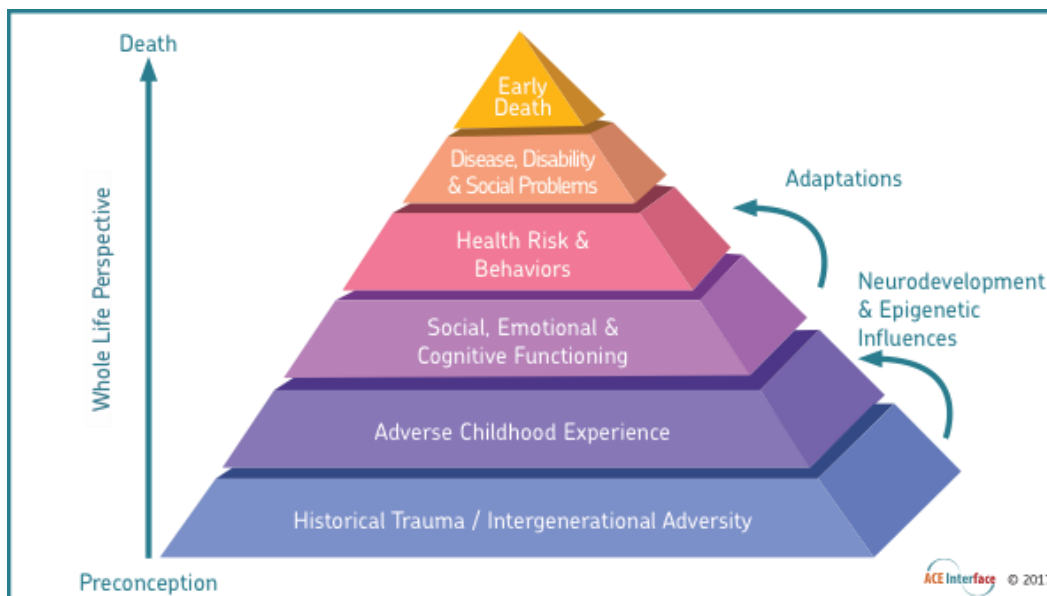 Death
Whole Life Perspective
Preconception
Early
Death
Disease, Disability
& Social Problems
Health Risk &
Behaviors
Social, Emotional &
Cognitive Functioning
Adverse Childhood Experience
Historical Trauma / Intergenerational Adversity
Adaptations
Neurodevelopment
& Epigenetic
Influences
ACE Interface © 2017